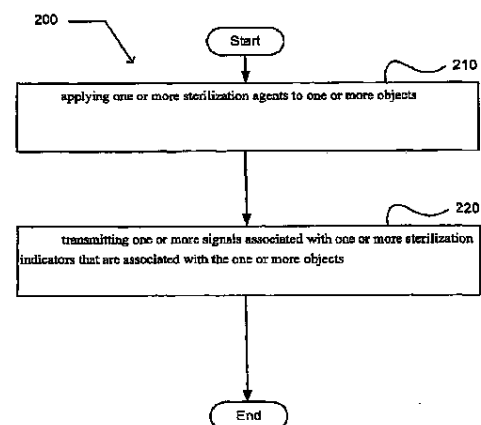 200
Start
210
applying one or more sterilization agents to one or more objects
220
transmitting one or more signals associated with one or more sterilization
indicators that are associated with the one or more objects
End